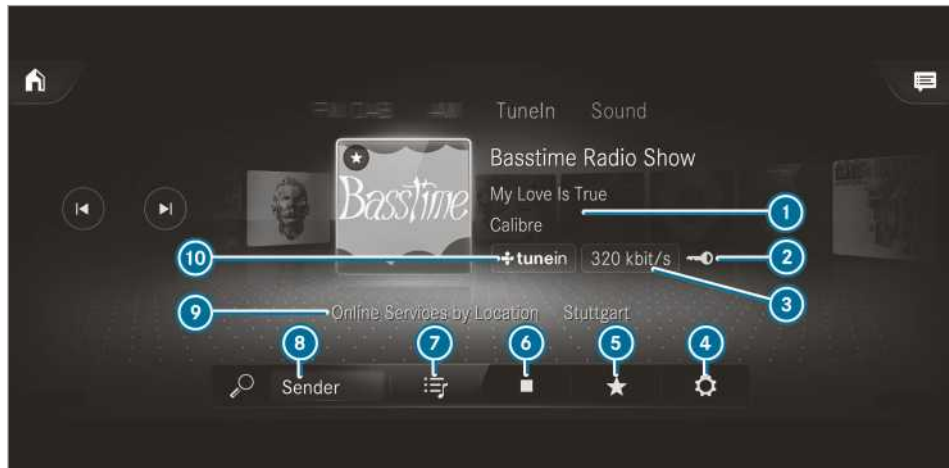 TuneIn Sound
Basstime Radio Show
Basstime
My Love Is True
1
Calibre
10
tunein
320 kbit/s
2
3
9
Online Services by Location Stuttgart
8
7
6
5
4
Sender